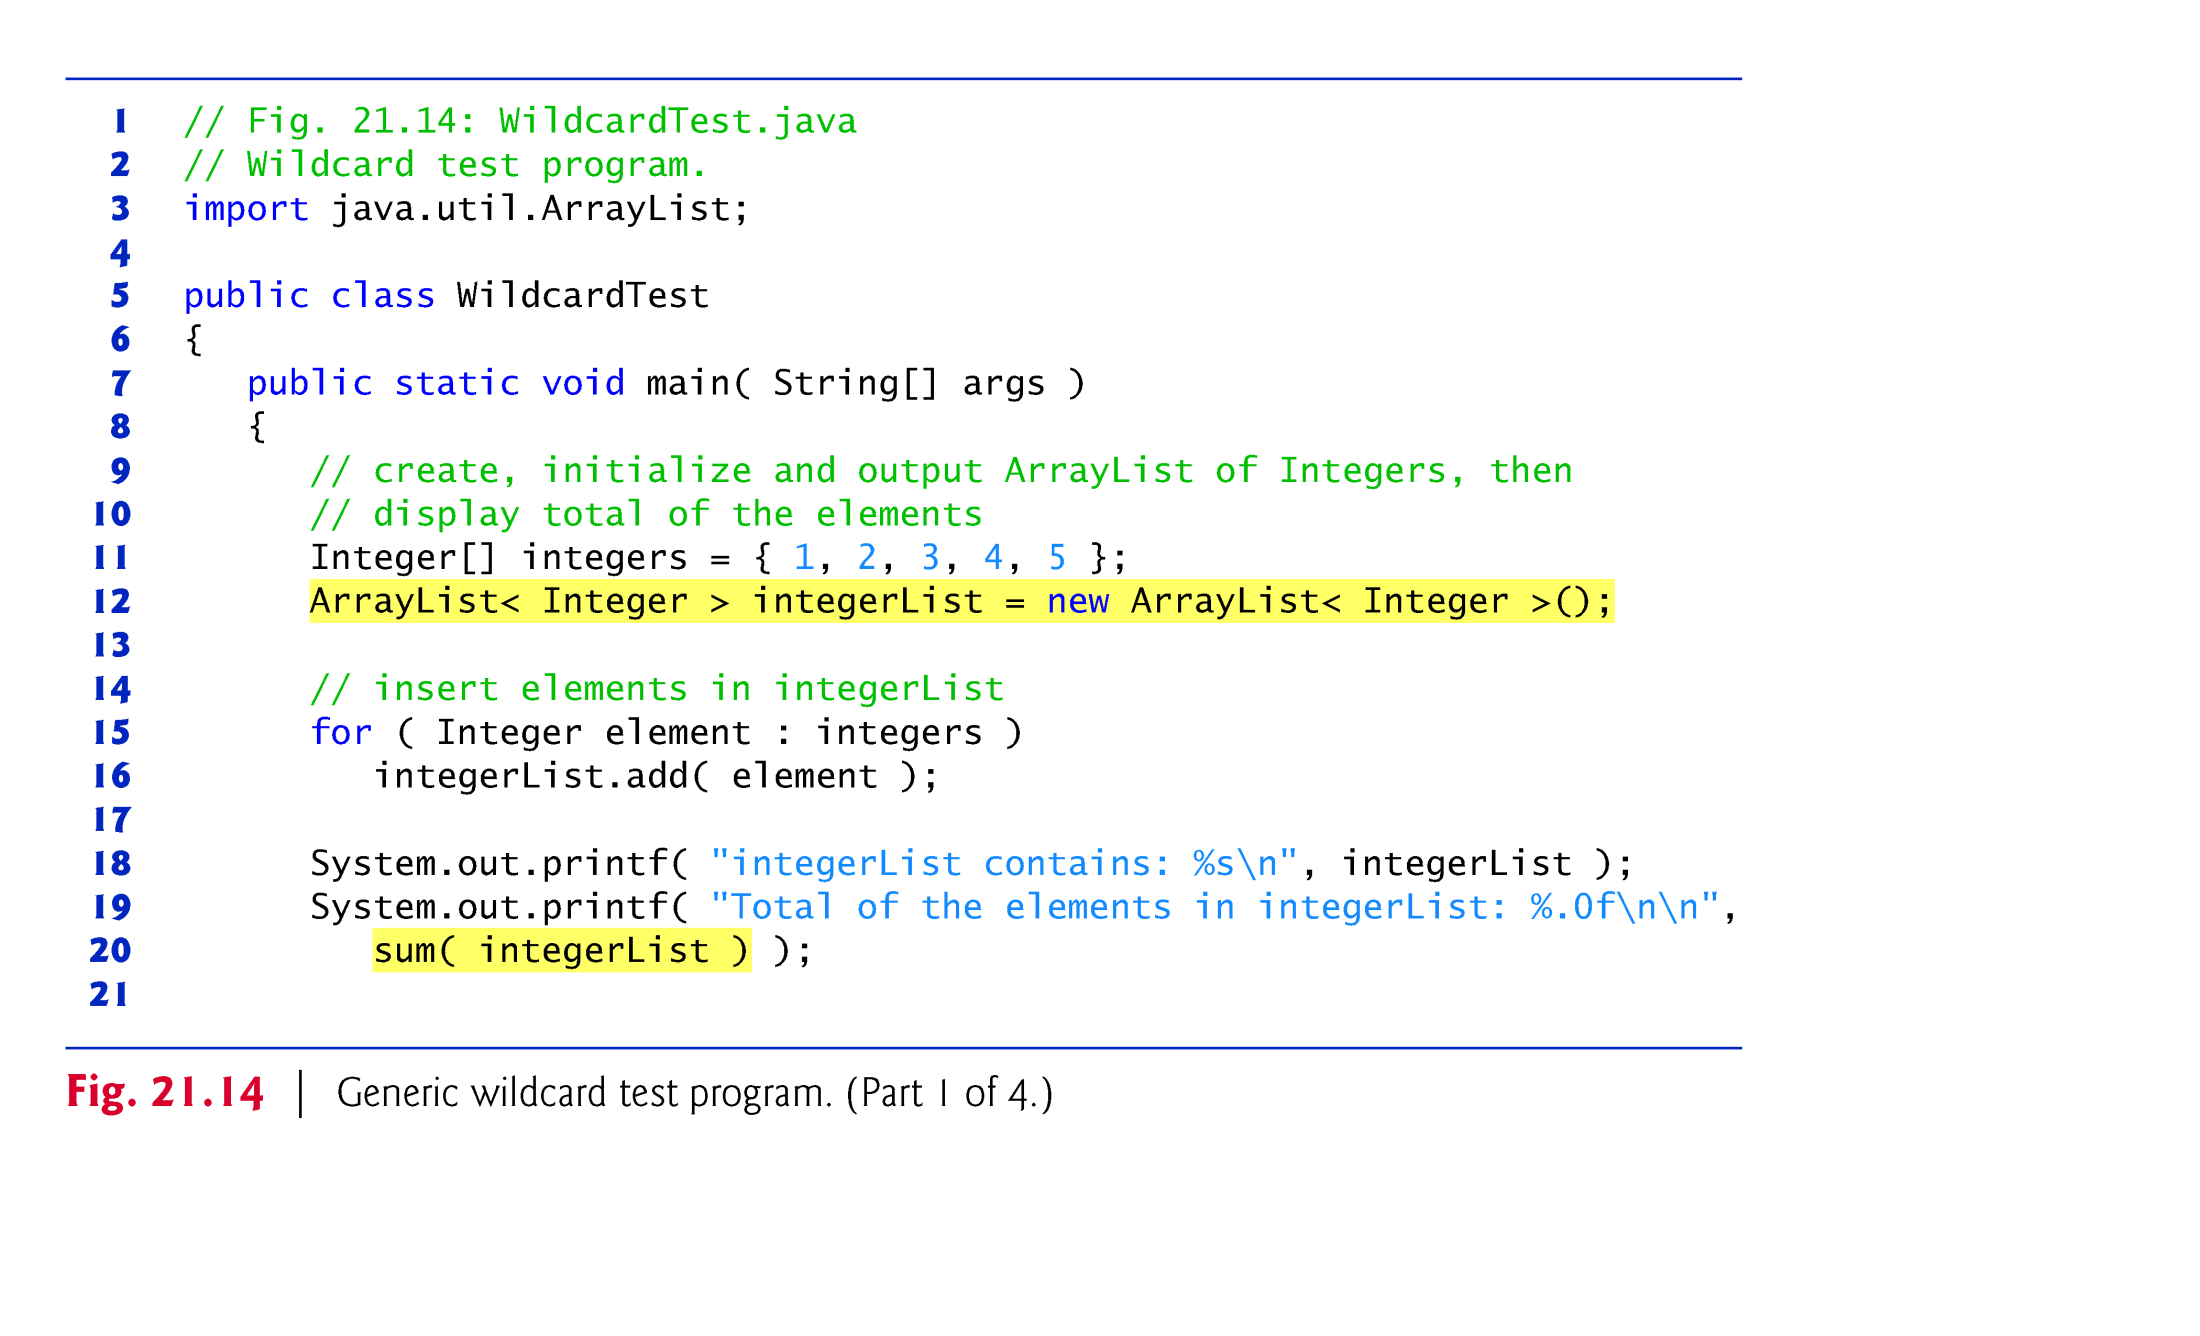 1 // Fig. 21.14: WildcardTest.java
2 // Wildcard test program.
3 import java.util.ArrayList;
4
5 public class WildcardTest
6 {
7    public static void main( String[] args )
8    {
9       // create, initialize and output ArrayList of Integers, then
10       // display total of the elements
11       Integer[] integers = { 1, 2, 3, 4, 5 };
12       ArrayList< Integer > integerList = new ArrayList< Integer >();
13
14       // insert elements in integerList
15       for ( Integer element : integers )
16          integerList.add( element );
17
18       System.out.printf( "integerList contains: %s\n", integerList );
19       System.out.printf( "Total of the elements in integerList: %.0f\n\n",
20          sum( integerList ) );
21
Fig. 21.14 | Generic wildcard test program. (Part 1 of 4.)